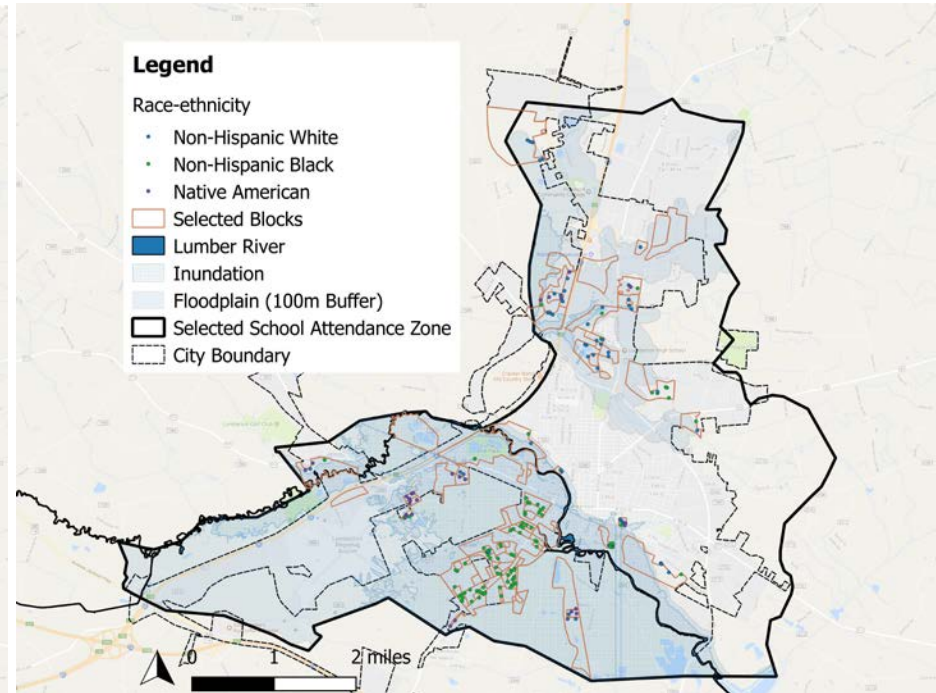 Legend
Race-ethnicity
Non-Hispanic White
Non-Hispanic Black
Native American
Selected Blocks
Lumber River
Inundation
Floodplain (100m Buffer)
Selected School Attendance Zone
City Boundary
0 1 2 miles